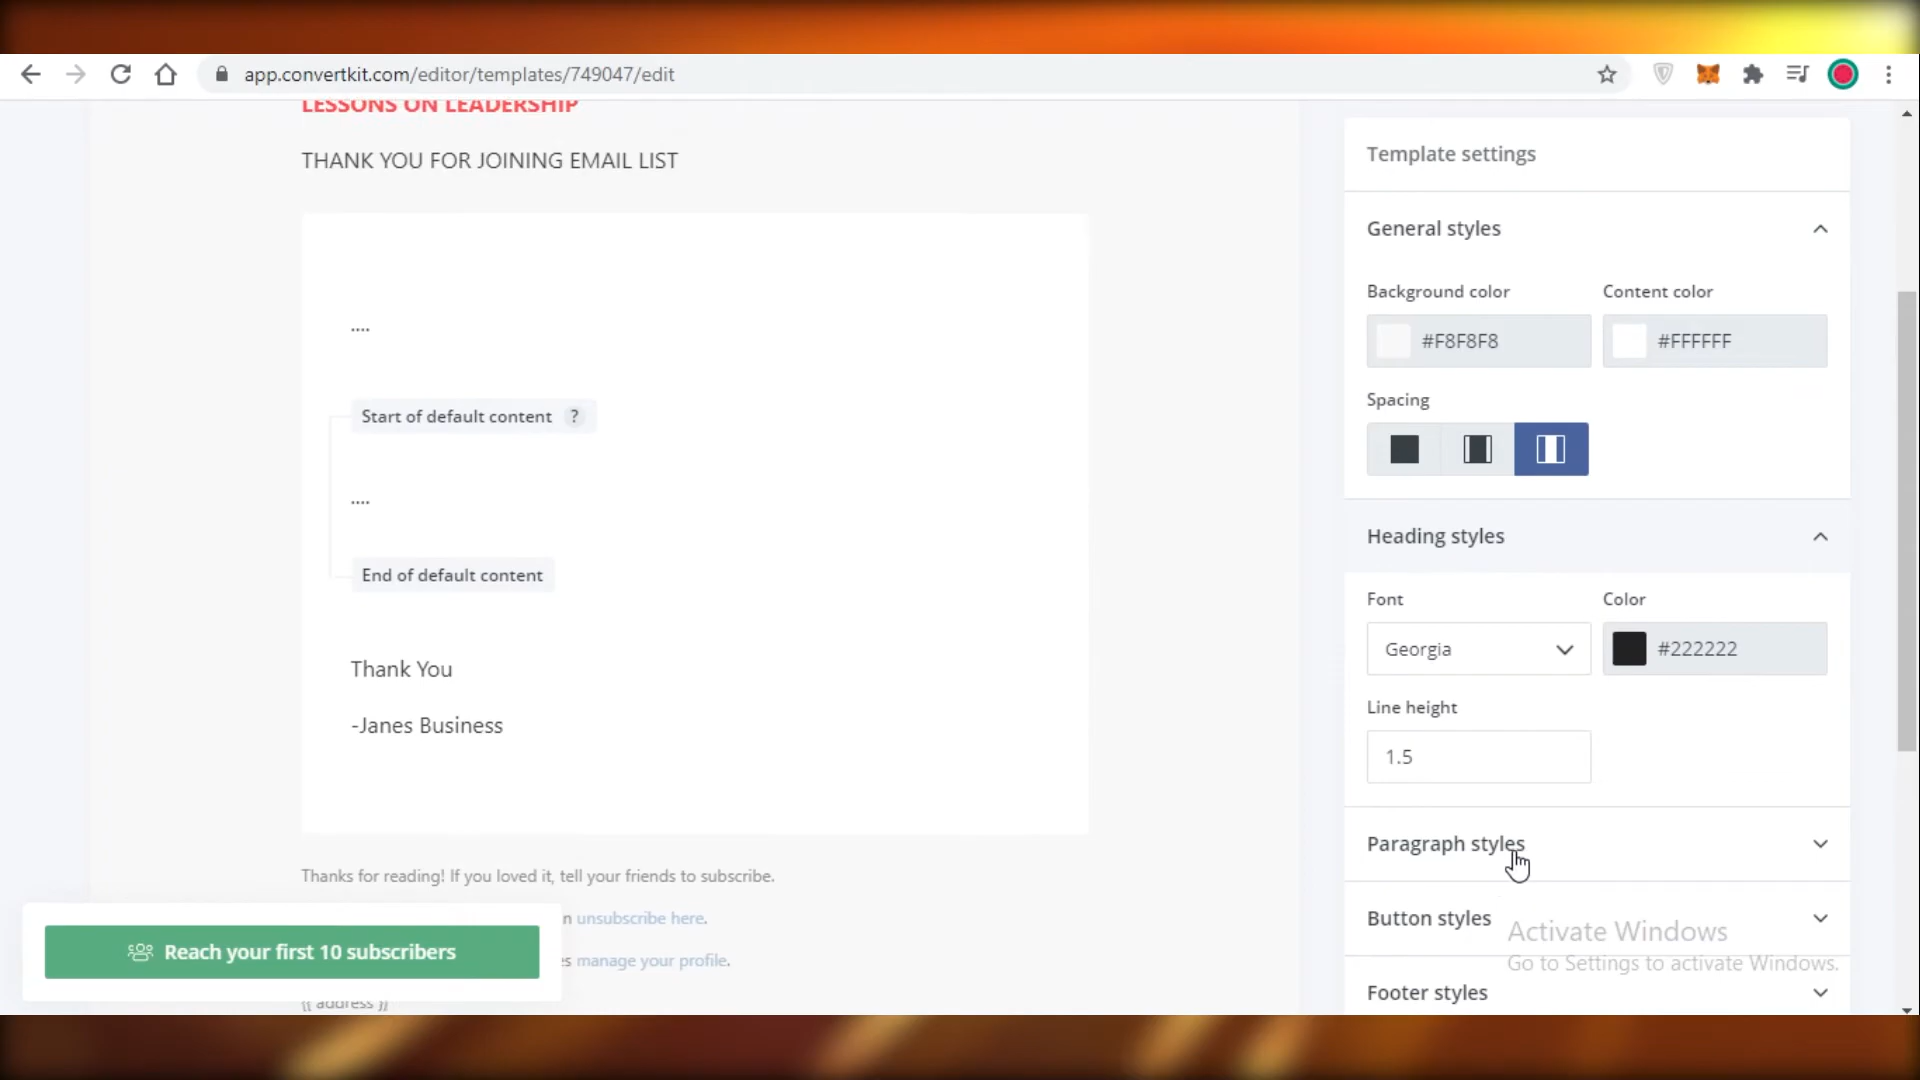 app.convertkit.com/editor/templates/749047/edit
LESSONS ON LEADERSHIP
THANK YOU FOR JOINING EMAIL LIST
....
Start of default content ?
....
End of default content
Thank You
-Janes Business
Thanks for reading! If you loved it, tell your friends to subscribe.
unsubscribe here.
manage your profile.
{{ address }}
Reach your first 10 subscribers
Template settings
General styles
Background color
Content color
#F8F8F8
#FFFFFF
Spacing
Heading styles
Font
Color
Georgia
#222222
Line height
1.5
Paragraph styles
Button styles
Footer styles
Activate Windows
Go to Settings to activate Windows.